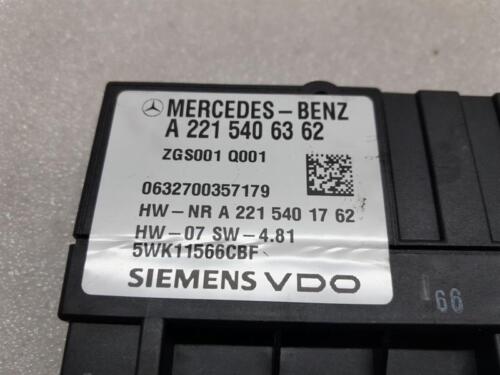 MERCEDES-BENZ
A 221 540 63 62
ZGS001 Q001
0632700357179
HW-NR A 221 540 17 62
HW-07 SW-4.81
5WK11566CBF
SIEMENS VDO
66